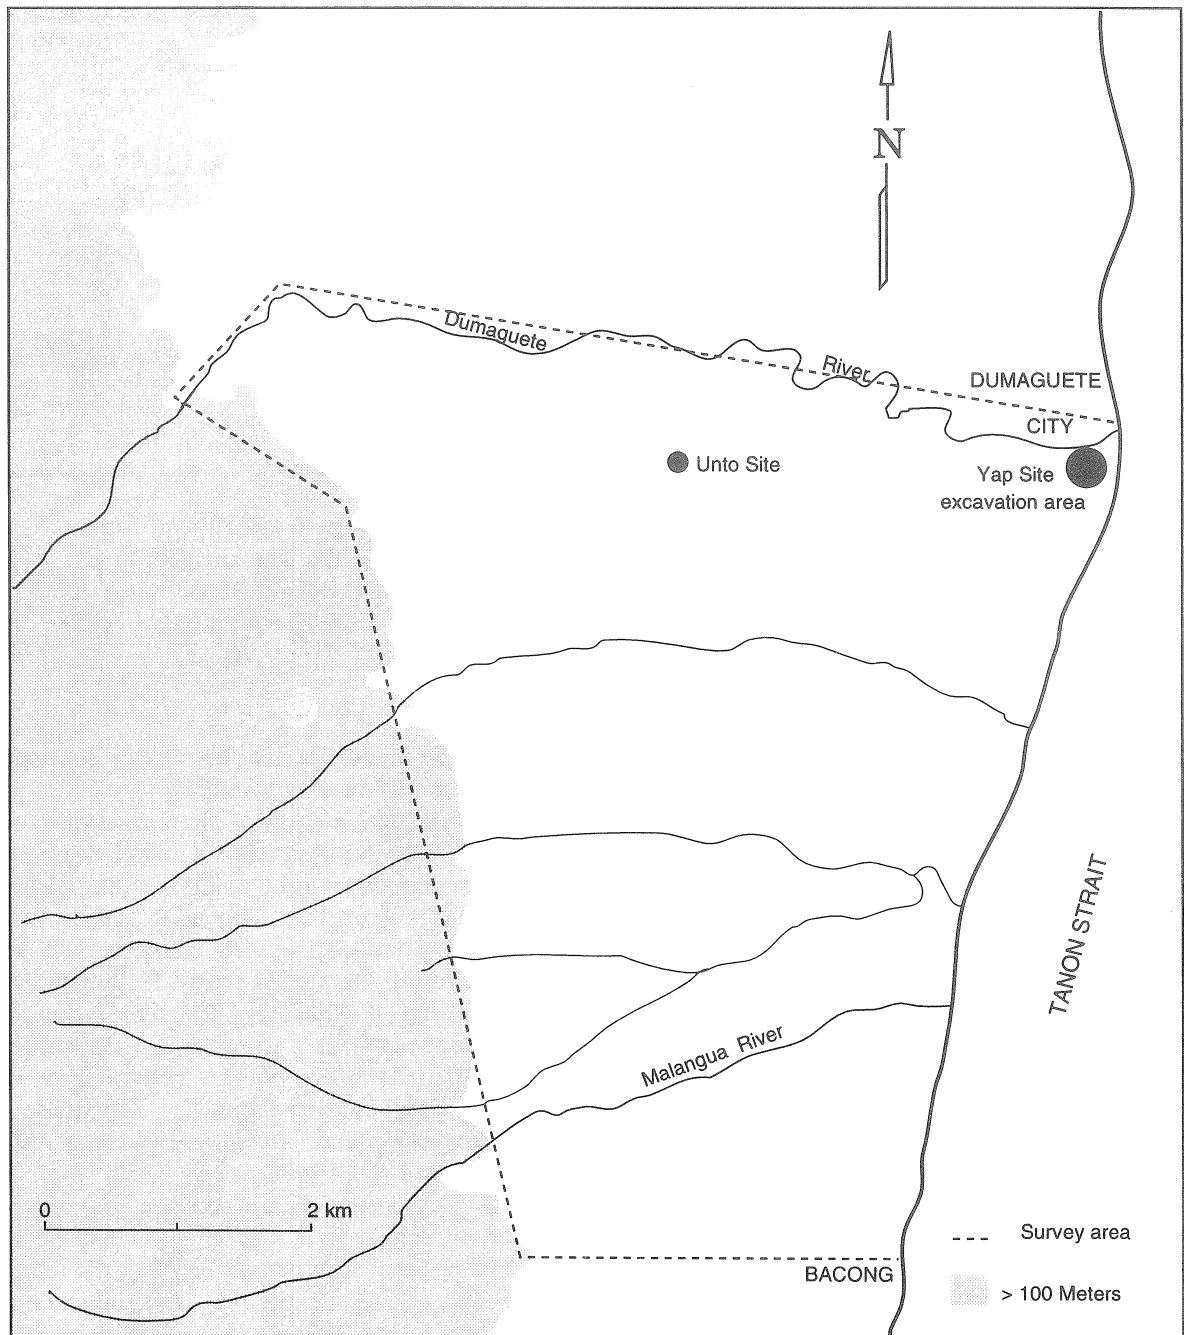 N
Dumaguete
River
DUMAGUETE
CITY
Unto Site
Yap Site
excavation area
TANON STRAIT
Malangua River
0 2 km
Survey area
BACONG
> 100 Meters